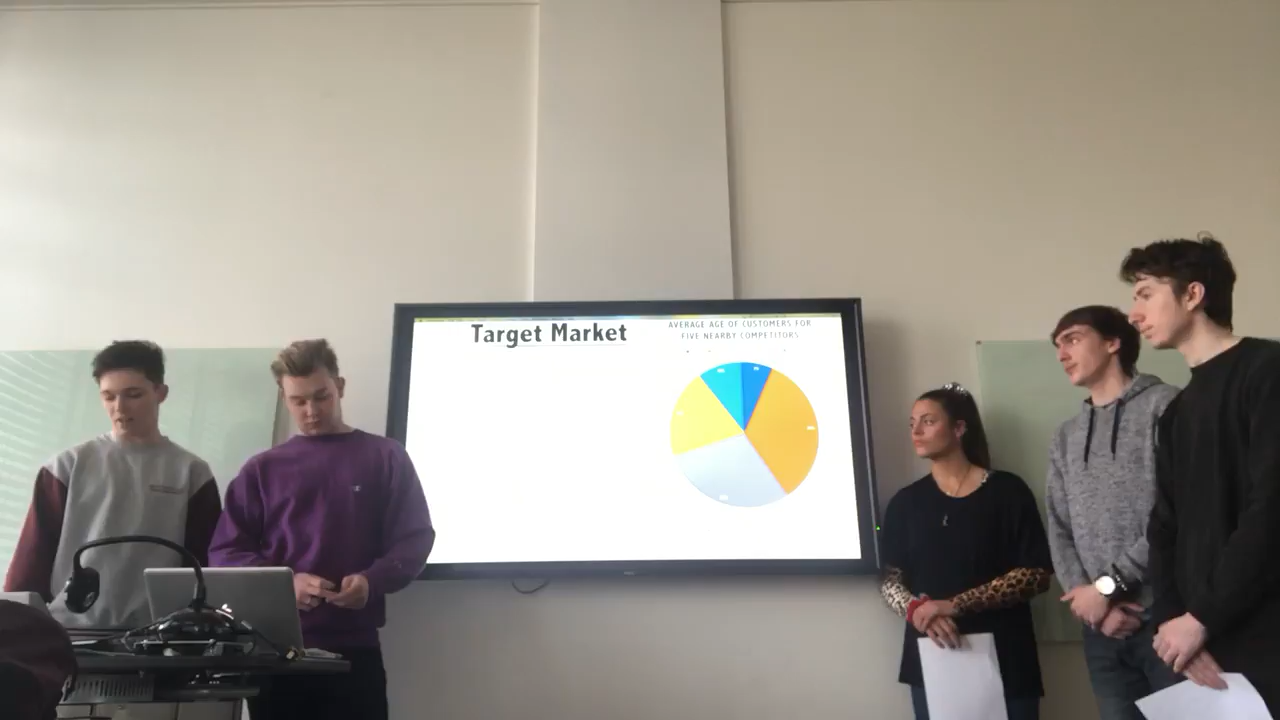 Target Market
AVERAGE AGE OF CUSTOMERS FOR
FIVE NEARBY COMPETITORS